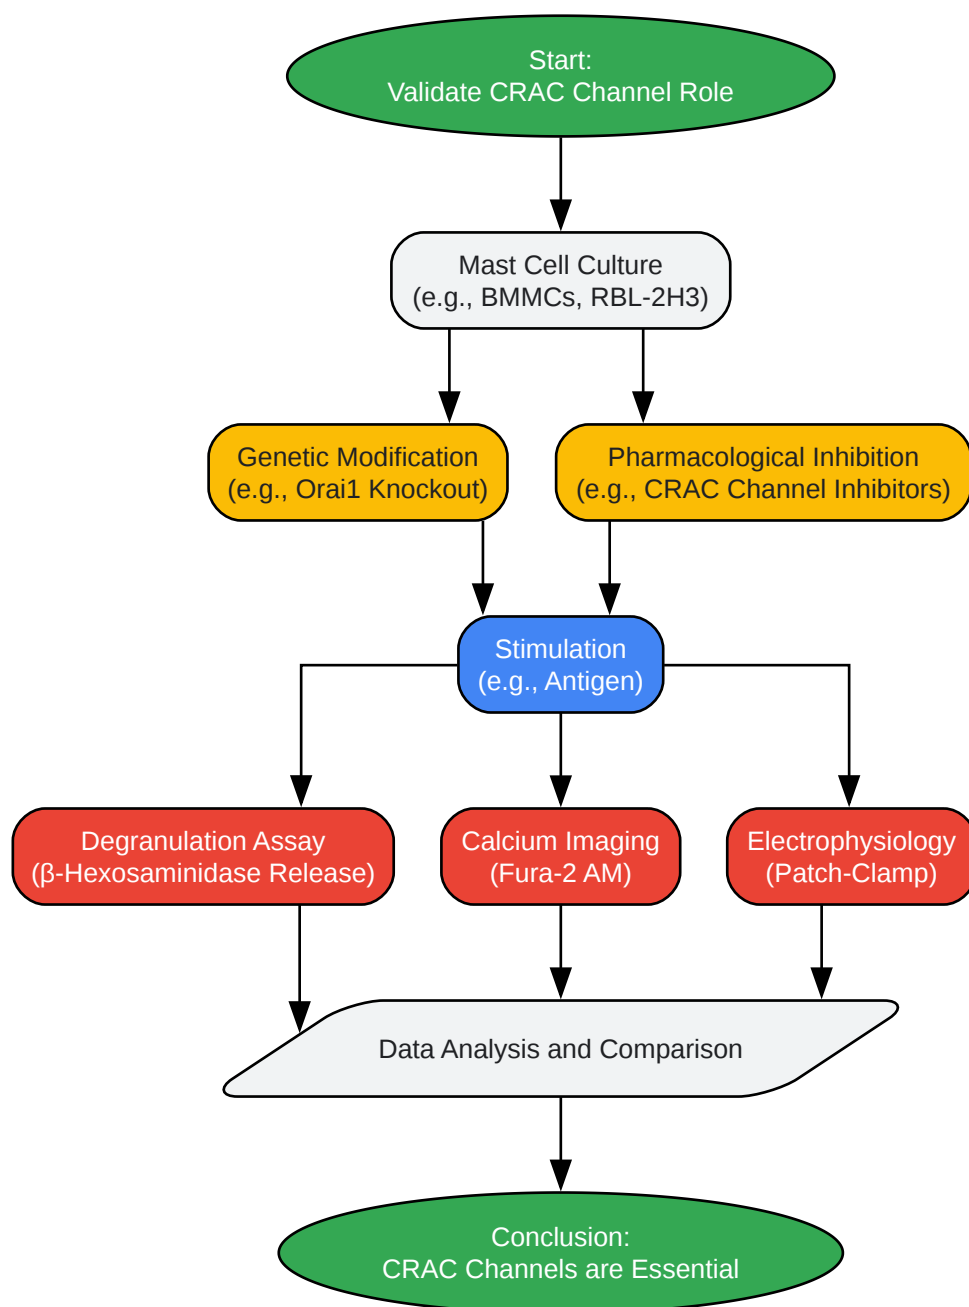 Start:
Validate CRAC Channel Role
Mast Cell Culture
(e.g., BMMCs, RBL-2H3)
Genetic Modification
(e.g., Orai1 Knockout)
Pharmacological Inhibition
(e.g., CRAC Channel Inhibitors)
Stimulation
(e.g., Antigen)
Degranulation Assay
(β-Hexosaminidase Release)
Calcium Imaging
(Fura-2 AM)
Electrophysiology
(Patch-Clamp)
Data Analysis and Comparison
Conclusion:
CRAC Channels are Essential